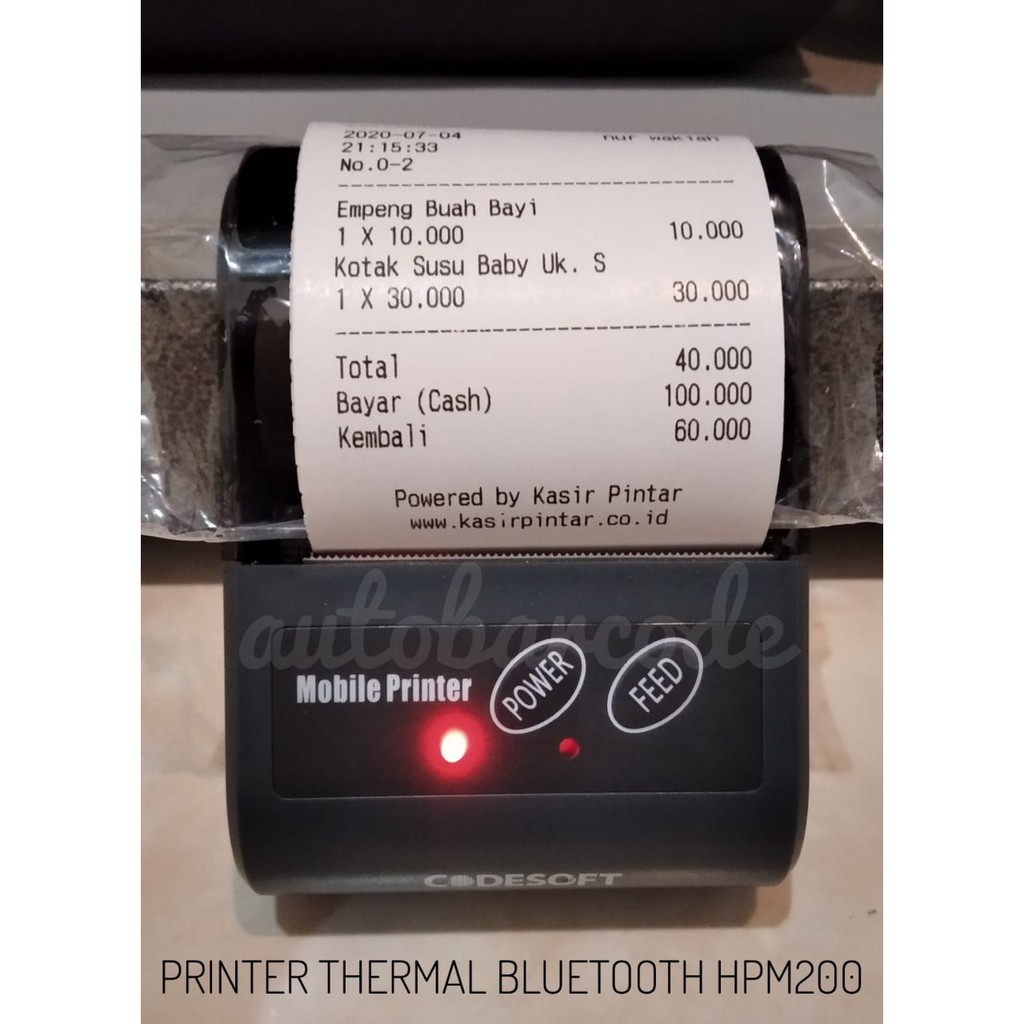 2020-07-04 nur wakiah
21:15:33
No.0-2
Empeng Buah Bayi
1 X 10.000 10.000
Kotak Susu Baby Uk. S
1 X 30.000 30.000
Total 40.000
Bayar (Cash) 100.000
Kembali 60.000
Powered by Kasir Pintar
www.kasirpintar.co.id
autobarcode
Mobile Printer POWER FEED
CODESOFT
PRINTER THERMAL BLUETOOTH HPM200